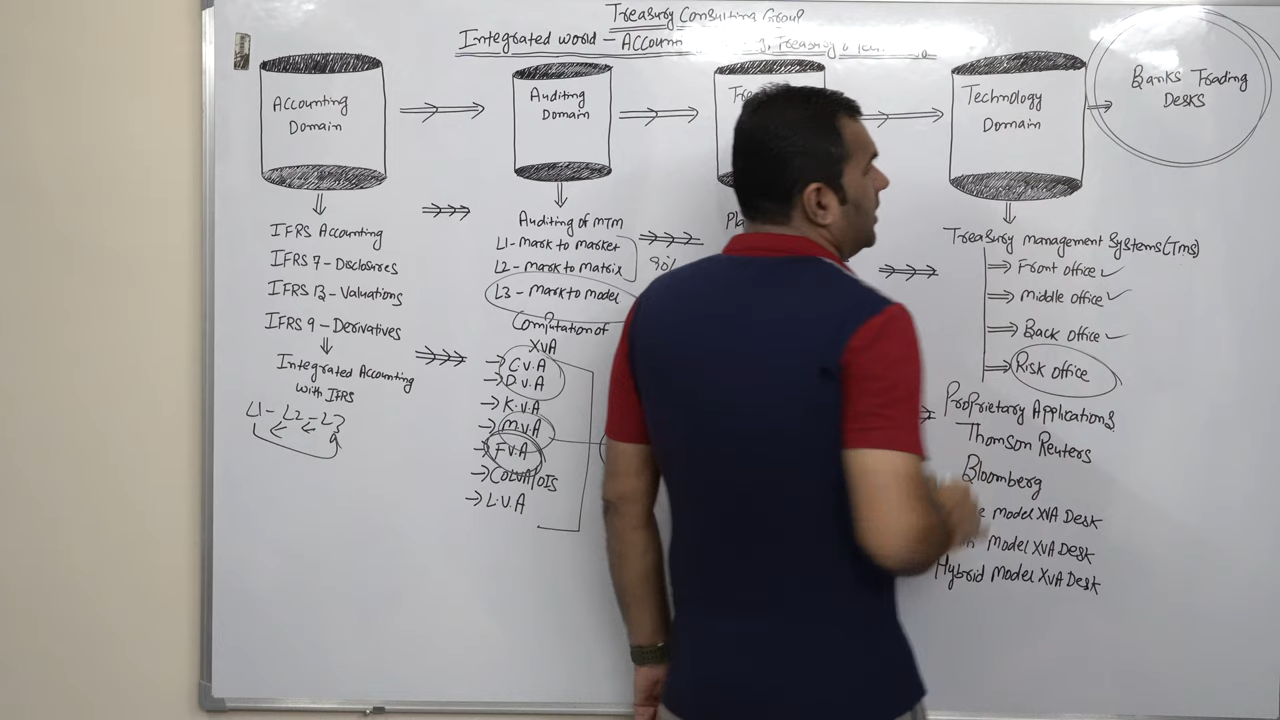 Treasury Consulting Group
Integrated world - Accoun
Accounting
Domain
Auditing
Domain
Technology
Domain
Banks Trading
Desks
IFRS Accounting
IFRS 7 - Disclosures
IFRS 13 - Valuations
IFRS 9 - Derivatives
Integrated Accounting
with IFRS
L1 - L2 - L3
Auditing of MTM
L1 - Mark to market
L2 - Mark to matrix
L3 - Mark to model
90%
Computation of
XVA
C.V.A
D.V.A
K.V.A
M.V.A
F.V.A
COLVA/OIS
L.V.A
Treasury management Systems (Tms)
Front office
Middle office
Back office
Risk office
Proprietary Applications
Thomson Reuters
Bloomberg
Model XVA Desk
Model XVA Desk
Hybrid Model XVA Desk